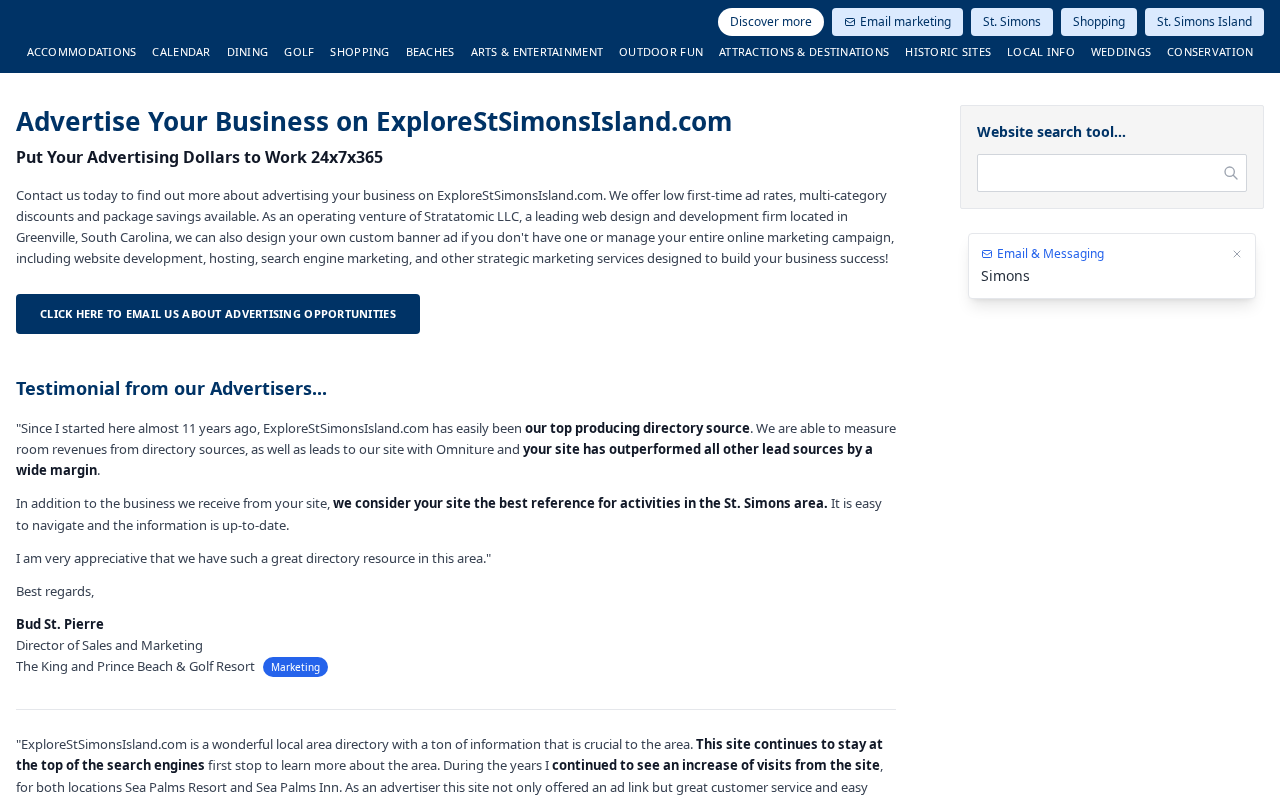 Discover more
Email marketing
St. Simons
Shopping
St. Simons Island
ACCOMMODATIONS CALENDAR DINING GOLF SHOPPING BEACHES ARTS & ENTERTAINMENT OUTDOOR FUN ATTRACTIONS & DESTINATIONS HISTORIC SITES LOCAL INFO WEDDINGS CONSERVATION
Advertise Your Business on ExploreStSimonsIsland.com
Put Your Advertising Dollars to Work 24x7x365
Contact us today to find out more about advertising your business on ExploreStSimonsIsland.com. We offer low first-time ad rates, multi-category
discounts and package savings available. As an operating venture of Stratatomic LLC, a leading web design and development firm located in
Greenville, South Carolina, we can also design your own custom banner ad if you don't have one or manage your entire online marketing campaign,
including website development, hosting, search engine marketing, and other strategic marketing services designed to build your business success!
CLICK HERE TO EMAIL US ABOUT ADVERTISING OPPORTUNITIES
Testimonial from our Advertisers...
"Since I started here almost 11 years ago, ExploreStSimonsIsland.com has easily been our top producing directory source. We are able to measure
room revenues from directory sources, as well as leads to our site with Omniture and your site has outperformed all other lead sources by a
wide margin.
In addition to the business we receive from your site, we consider your site the best reference for activities in the St. Simons area. It is easy
to navigate and the information is up-to-date.
I am very appreciative that we have such a great directory resource in this area."
Best regards,
Bud St. Pierre
Director of Sales and Marketing
The King and Prince Beach & Golf Resort Marketing
"ExploreStSimonsIsland.com is a wonderful local area directory with a ton of information that is crucial to the area. This site continues to stay at
the top of the search engines first stop to learn more about the area. During the years I continued to see an increase of visits from the site,
for both locations Sea Palms Resort and Sea Palms Inn. As an advertiser this site not only offered an ad link but great customer service and easy
Website search tool...
Email & Messaging
Simons